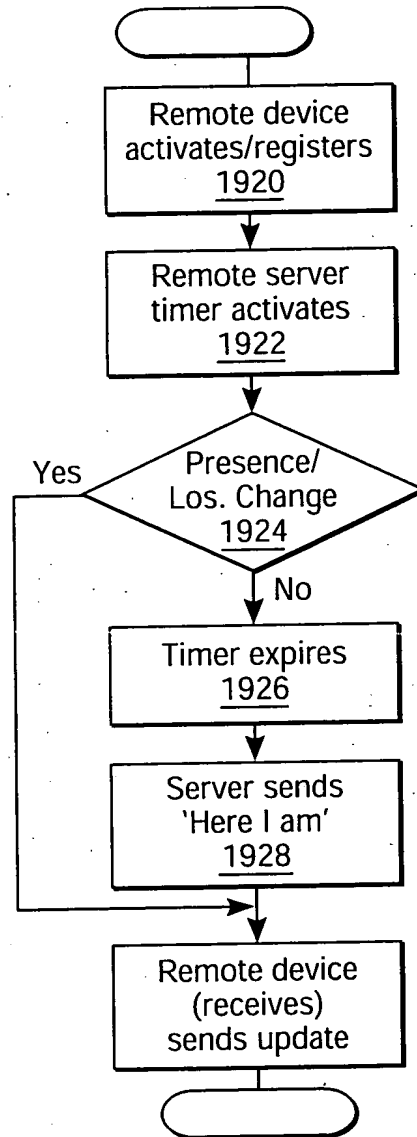 Remote device
activates/registers
1920
Remote server
timer activates
1922
Yes
Presence/
Los. Change
1924
No
Timer expires
1926
Server sends
'Here I am'
1928
Remote device
(receives)
sends update